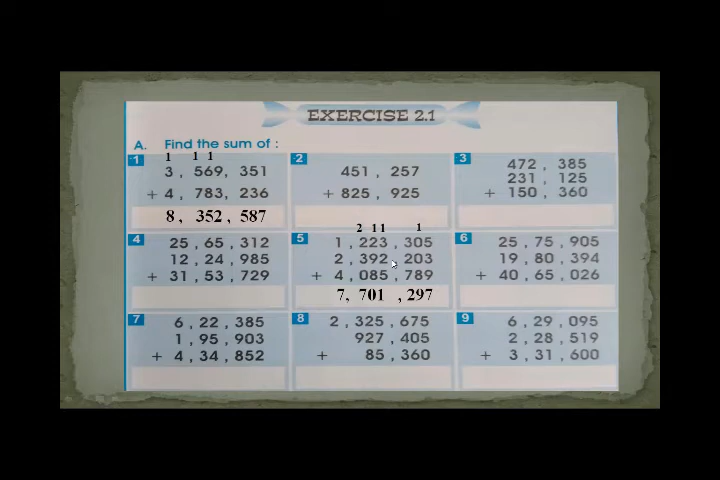 EXERCISE 2.1
A. Find the sum of :
1
1 1 1
3 , 569, 351
+ 4 , 783, 236
8, 352, 587
2
451 , 257
+ 825 , 925
3
472 , 385
231 , 125
+ 150 , 360
4
25 , 65 , 312
12 , 24 , 985
+ 31 , 53 , 729
5
2 1 1 1
1 , 223 , 305
2 , 392 , 203
+ 4 , 085 , 789
7, 701 , 297
6
25 , 75 , 905
19 , 80 , 394
+ 40 , 65 , 026
7
6 , 22 , 385
1 , 95 , 903
+ 4 , 34 , 852
8
2 , 325 , 675
927 , 405
+ 85 , 360
9
6 , 29 , 095
2 , 28 , 519
+ 3 , 31 , 600